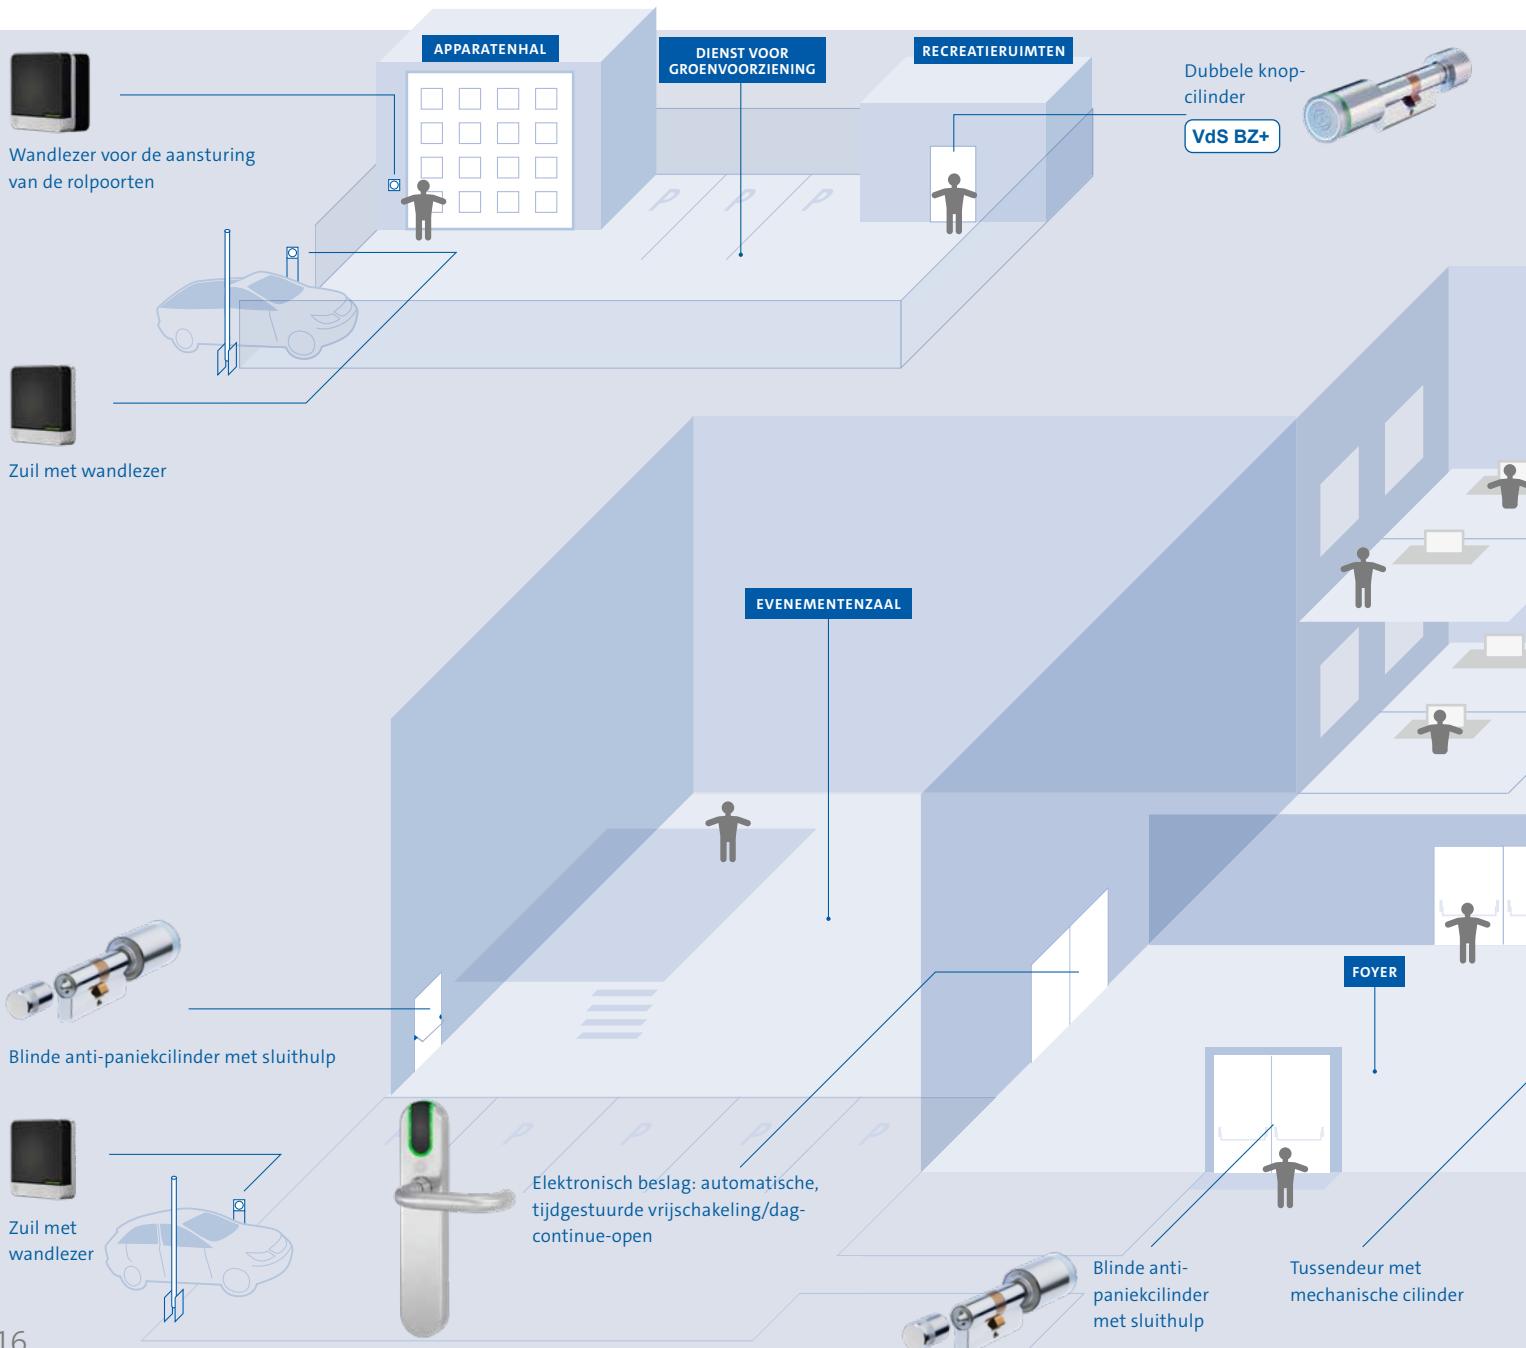 APPARATENHAL
DIENST VOOR
GROENVOORZIENING
RECREATIERUIMTEN
Dubbele knop-
cilinder
VdS BZ+
Wandlezer voor de aansturing
van de rolpoorten
P P P
Zuil met wandlezer
EVENEMENTENZAAL
FOYER
Blinde anti-paniekcilinder met sluithulp
P P P P P
Zuil met
wandlezer
Elektronisch beslag: automatische,
tijdgestuurde vrijschakeling/dag-
continue-open
Blinde anti-
paniekcilinder
met sluithulp
Tussendeur met
mechanische cilinder
16